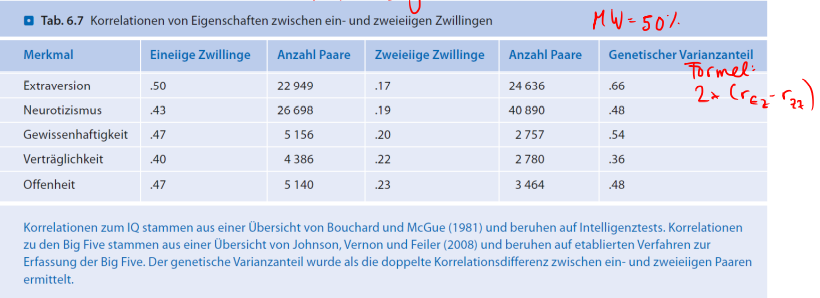 Tab. 6.7 Korrelationen von Eigenschaften zwischen ein- und zweieiigen Zwillingen
MW = 50 %
Merkmal Eineiige Zwillinge Anzahl Paare Zweieiige Zwillinge Anzahl Paare Genetischer Varianzanteil
Formel:
2x (rEZ - rZZ)
Extraversion .50 22 949 .17 24 636 .66
Neurotizismus .43 26 698 .19 40 890 .48
Gewissenhaftigkeit .47 5 156 .20 2 757 .54
Verträglichkeit .40 4 386 .22 2 780 .36
Offenheit .47 5 140 .23 3 464 .48
Korrelationen zum IQ stammen aus einer Übersicht von Bouchard und McGue (1981) und beruhen auf Intelligenztests. Korrelationen
zu den Big Five stammen aus einer Übersicht von Johnson, Vernon und Feiler (2008) und beruhen auf etablierten Verfahren zur
Erfassung der Big Five. Der genetische Varianzanteil wurde als die doppelte Korrelationsdifferenz zwischen ein- und zweieiigen Paaren
ermittelt.